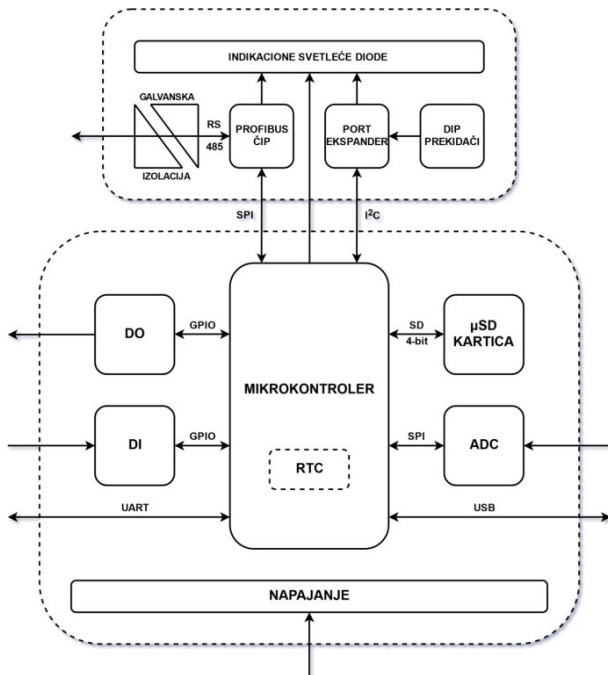 INDIKACIONE SVETLEĆE DIODE
GALVANSKA
IZOLACIJA
RS
485
PROFIBUS
ČIP
PORT
EKSPANDER
DIP
PREKIDAČI
SPI
I²C
DO
GPIO
MIKROKONTROLER
SD
4-bit
µSD
KARTICA
DI
GPIO
RTC
SPI
ADC
UART
USB
NAPAJANJE